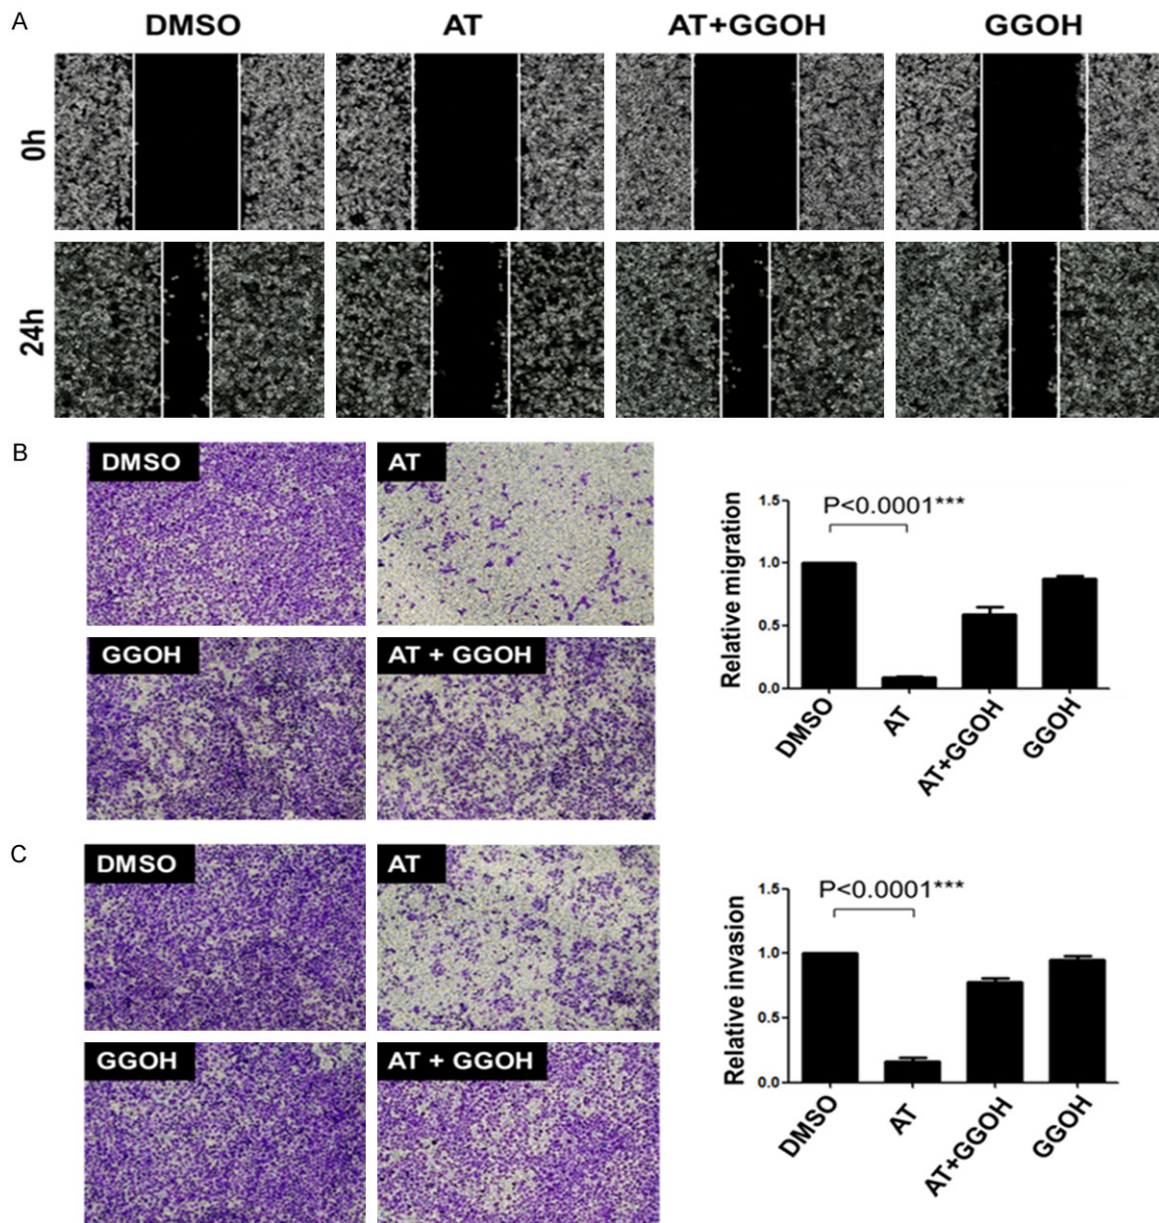 A
DMSO
AT
AT+GGOH
GGOH
0h
24h
B
DMSO
AT
GGOH
AT + GGOH
Relative migration
1.5
1.0
0.5
0.0
P<0.0001***
DMSO
AT
AT+GGOH
GGOH
C
DMSO
AT
GGOH
AT + GGOH
Relative invasion
1.5
1.0
0.5
0.0
P<0.0001***
DMSO
AT
AT+GGOH
GGOH